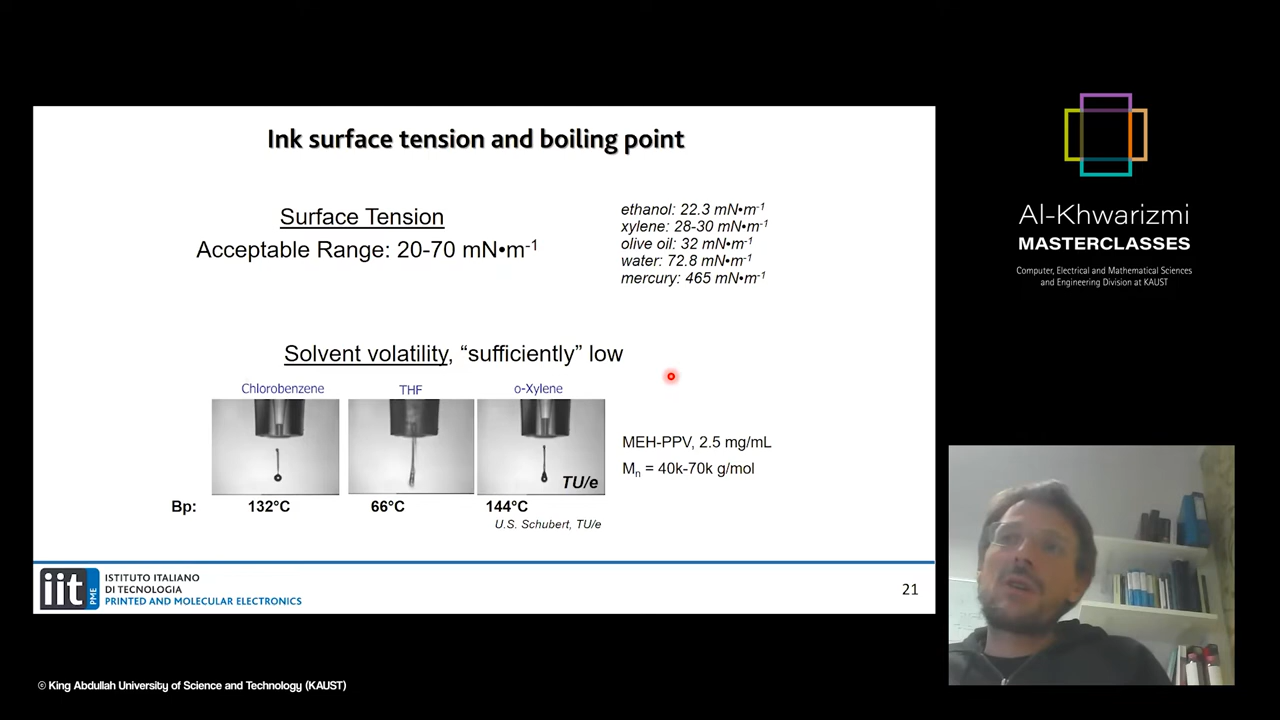 Ink surface tension and boiling point
Surface Tension
Acceptable Range: 20-70 mN•m-1
ethanol: 22.3 mN•m-1
xylene: 28-30 mN•m-1
olive oil: 32 mN•m-1
water: 72.8 mN•m-1
mercury: 465 mN•m-1
Solvent volatility, “sufficiently” low
Chlorobenzene THF o-Xylene
TU/e
MEH-PPV, 2.5 mg/mL
Mn = 40k-70k g/mol
Bp: 132°C 66°C 144°C
U.S. Schubert, TU/e
iit PME
ISTITUTO ITALIANO
DI TECNOLOGIA
PRINTED AND MOLECULAR ELECTRONICS
21
Al-Khwarizmi
MASTERCLASSES
Computer, Electrical and Mathematical Sciences
and Engineering Division at KAUST
© King Abdullah University of Science and Technology (KAUST)